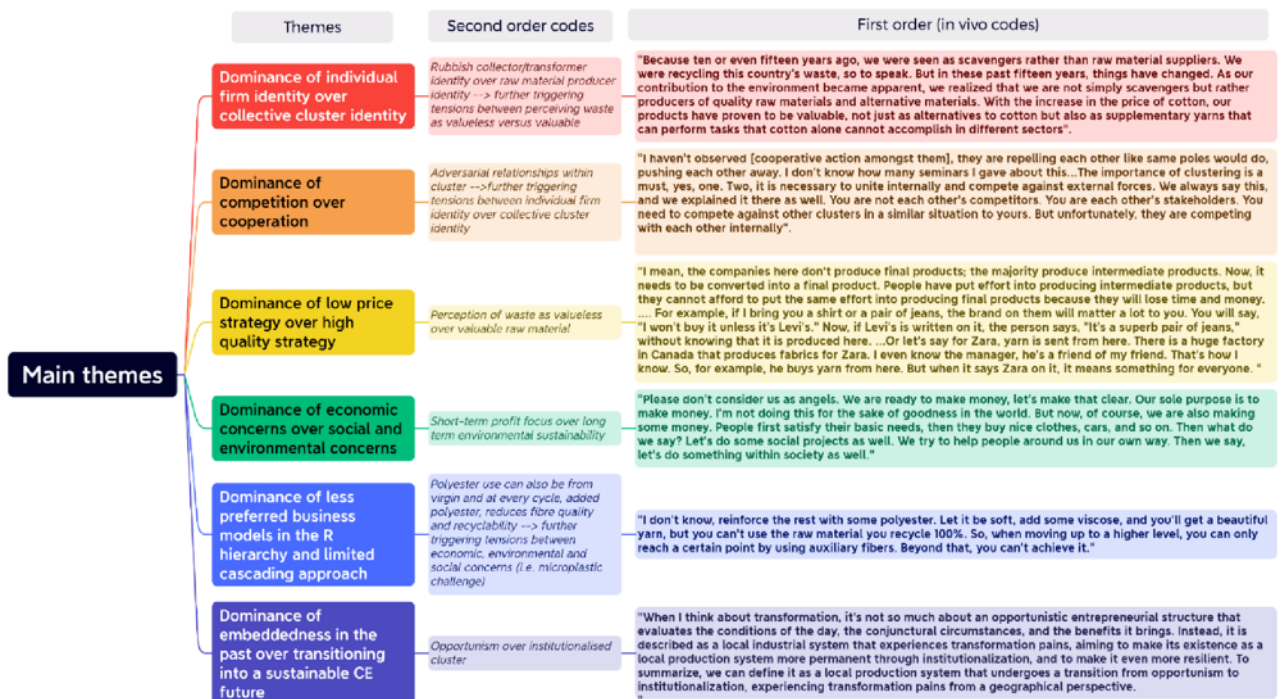 Themes
Second order codes
First order (in vivo codes)
Main themes
Dominance of individual
firm identity over
collective cluster identity
Rubbish collector/transformer
identity over raw material producer
identity --> further triggering
tensions between perceiving waste
as valueless versus valuable
"Because ten or even fifteen years ago, we were seen as scavengers rather than raw material suppliers. We
were recycling this country's waste, so to speak. But in these past fifteen years, things have changed. As our
contribution to the environment became apparent, we realized that we are not simply scavengers but rather
producers of quality raw materials and alternative materials. With the increase in the price of cotton, our
products have proven to be valuable, not just as alternatives to cotton but also as supplementary yarns that
can perform tasks that cotton alone cannot accomplish in different sectors".
Dominance of
competition over
cooperation
Adversarial relationships within
cluster -->further triggering
tensions between individual firm
identity over collective cluster
identity
"I haven't observed [cooperative action amongst them], they are repelling each other like same poles would do,
pushing each other away. I don't know how many seminars I gave about this...The importance of clustering is a
must, yes, one. Two, it is necessary to unite internally and compete against external forces. We always say this,
and we explained it there as well. You are not each other's competitors. You are each other's stakeholders. You
need to compete against other clusters in a similar situation to yours. But unfortunately, they are competing
with each other internally".
Dominance of low price
strategy over high
quality strategy
Perception of waste as valueless
over valuable raw material
"I mean, the companies here don't produce final products; the majority produce intermediate products. Now, it
needs to be converted into a final product. People have put effort into producing intermediate products, but
they cannot afford to put the same effort into producing final products because they will lose time and money.
.... For example, if I bring you a shirt or a pair of jeans, the brand on them will matter a lot to you. You will say,
"I won't buy it unless it's Levi's." Now, if Levi's is written on it, the person says, "It's a superb pair of jeans,"
without knowing that it is produced here. ...Or let's say for Zara, yarn is sent from here. There is a huge factory
in Canada that produces fabrics for Zara. I even know the manager, he's a friend of my friend. That's how I
know. So, for example, he buys yarn from here. But when it says Zara on it, it means something for everyone. "
Dominance of economic
concerns over social and
environmental concerns
Short-term profit focus over long
term environmental sustainability
"Please don't consider us as angels. We are ready to make money, let's make that clear. Our sole purpose is to
make money. I'm not doing this for the sake of goodness in the world. But now, of course, we are also making
some money. People first satisfy their basic needs, then they buy nice clothes, cars, and so on. Then what do
we say? Let's do some social projects as well. We try to help people around us in our own way. Then we say,
let's do something within society as well."
Dominance of less
preferred business
models in the R
hierarchy and limited
cascading approach
Polyester use can also be from
virgin and at every cycle, added
polyester, reduces fibre quality
and recyclability --> further
triggering tensions between
economic, environmental and
social concerns (i.e. microplastic
challenge)
"I don't know, reinforce the rest with some polyester. Let it be soft, add some viscose, and you'll get a beautiful
yarn, but you can't use the raw material you recycle 100%. So, when moving up to a higher level, you can only
reach a certain point by using auxiliary fibers. Beyond that, you can't achieve it."
Dominance of
embeddedness in the
past over transitioning
into a sustainable CE
future
Opportunism over institutionalised
cluster
"When I think about transformation, it's not so much about an opportunistic entrepreneurial structure that
evaluates the conditions of the day, the conjunctural circumstances, and the benefits it brings. Instead, it is
described as a local industrial system that experiences transformation pains, aiming to make its existence as a
local production system more permanent through institutionalization, and to make it even more resilient. To
summarize, we can define it as a local production system that undergoes a transition from opportunism to
institutionalization, experiencing transformation pains from a geographical perspective.
"